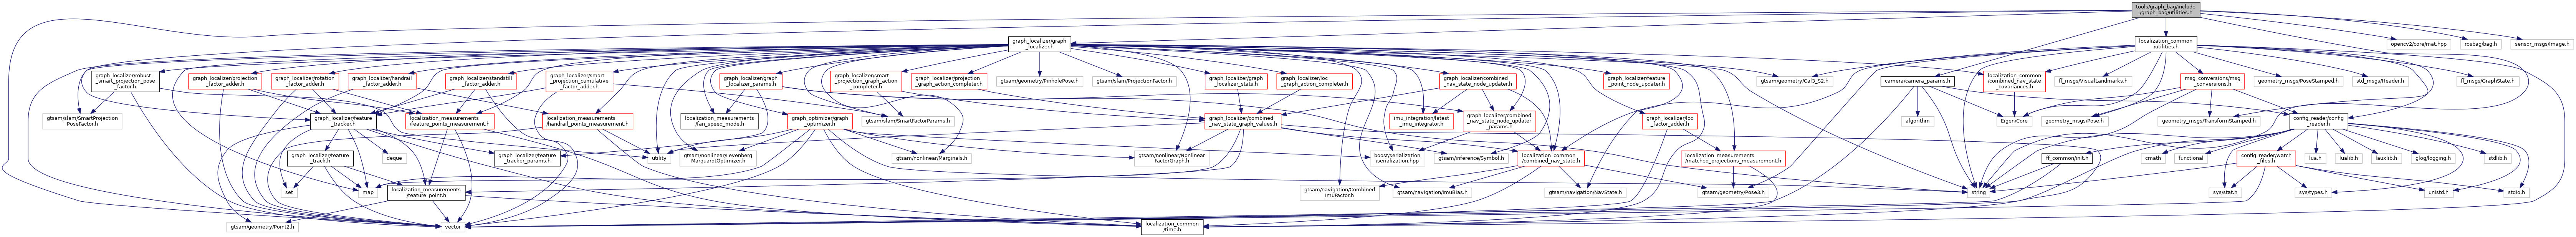 tools/graph_bag/include
/graph_bag/utilities.h
graph_localizer/graph
_localizer.h
localization_common
/utilities.h
opencv2/core/mat.hpp
rosbag/bag.h
sensor_msgs/Image.h
graph_localizer/robust
_smart_projection_pose
_factor.h
graph_localizer/projection
_factor_adder.h
graph_localizer/rotation
_factor_adder.h
graph_localizer/handrail
_factor_adder.h
graph_localizer/standstill
_factor_adder.h
graph_localizer/smart
_projection_cumulative
_factor_adder.h
graph_localizer/graph
_localizer_params.h
graph_localizer/smart
_projection_graph_action
_completer.h
graph_localizer/projection
_graph_action_completer.h
gtsam/geometry/PinholePose.h
gtsam/slam/ProjectionFactor.h
graph_localizer/graph
_localizer_stats.h
graph_localizer/loc
_graph_action_completer.h
graph_localizer/combined
_nav_state_node_updater.h
graph_localizer/feature
_point_node_updater.h
gtsam/geometry/Cal3_S2.h
camera/camera_params.h
localization_common
/combined_nav_state
_covariances.h
ff_msgs/VisualLandmarks.h
msg_conversions/msg
_conversions.h
geometry_msgs/PoseStamped.h
std_msgs/Header.h
ff_msgs/GraphState.h
gtsam/slam/SmartProjection
PoseFactor.h
graph_localizer/feature
_tracker.h
localization_measurements
/feature_points_measurement.h
localization_measurements
/handrail_points_measurement.h
localization_measurements
/fan_speed_mode.h
graph_optimizer/graph
_optimizer.h
gtsam/slam/SmartFactorParams.h
graph_localizer/combined
_nav_state_graph_values.h
imu_integration/latest
_imu_integrator.h
graph_localizer/combined
_nav_state_node_updater
_params.h
graph_localizer/loc
_factor_adder.h
algorithm
Eigen/Core
geometry_msgs/Pose.h
geometry_msgs/TransformStamped.h
config_reader/config
_reader.h
graph_localizer/feature
_track.h
deque
graph_localizer/feature
_tracker_params.h
utility
gtsam/nonlinear/Levenberg
MarquardtOptimizer.h
gtsam/nonlinear/Marginals.h
gtsam/nonlinear/Nonlinear
FactorGraph.h
boost/serialization
/serialization.hpp
gtsam/inference/Symbol.h
localization_common
/combined_nav_state.h
localization_measurements
/matched_projections_measurement.h
ff_common/init.h
cmath
functional
config_reader/watch
_files.h
lua.h
lualib.h
lauxlib.h
glog/logging.h
stdlib.h
set
map
localization_measurements
/feature_point.h
gtsam/navigation/Combined
ImuFactor.h
gtsam/navigation/ImuBias.h
gtsam/navigation/NavState.h
gtsam/geometry/Pose3.h
string
sys/stat.h
sys/types.h
unistd.h
stdio.h
gtsam/geometry/Point2.h
vector
localization_common
/time.h